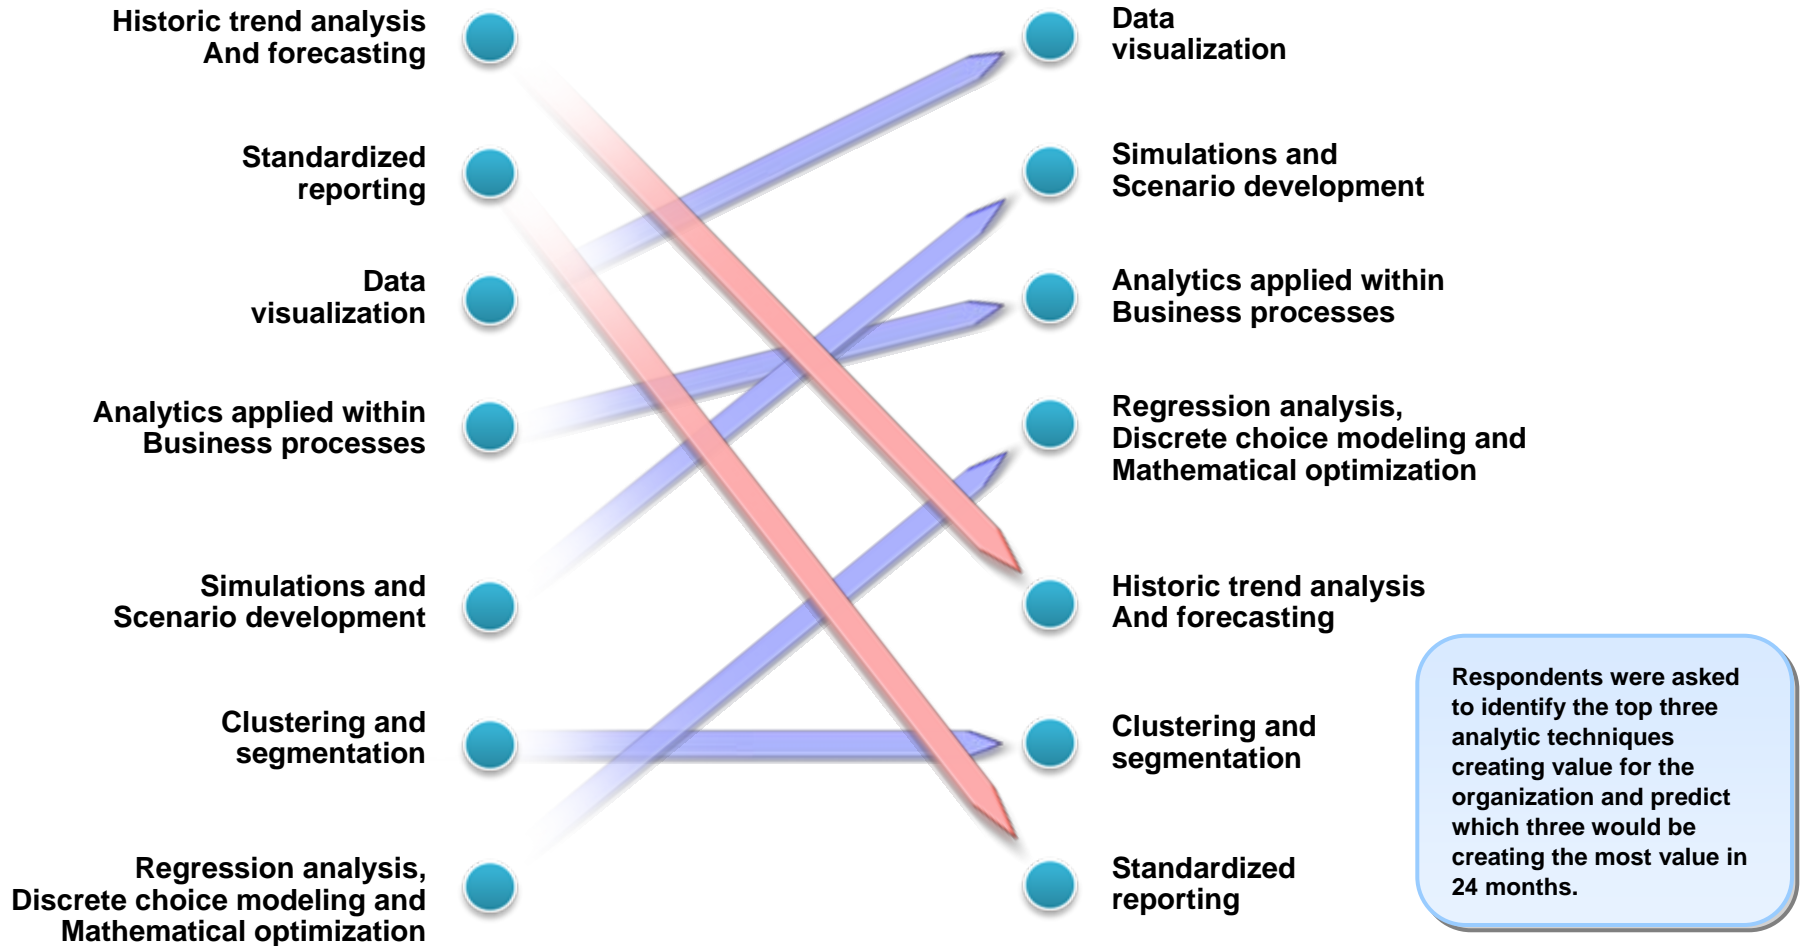 Historic trend analysis
And forecasting
Standardized
reporting
Data
visualization
Analytics applied within
Business processes
Simulations and
Scenario development
Clustering and
segmentation
Regression analysis,
Discrete choice modeling and
Mathematical optimization
Data
visualization
Simulations and
Scenario development
Analytics applied within
Business processes
Regression analysis,
Discrete choice modeling and
Mathematical optimization
Historic trend analysis
And forecasting
Clustering and
segmentation
Standardized
reporting
Respondents were asked
to identify the top three
analytic techniques
creating value for the
organization and predict
which three would be
creating the most value in
24 months.